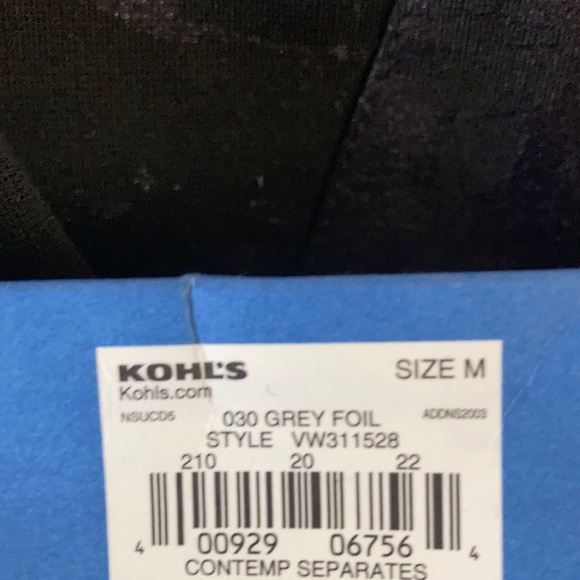 KOHL'S SIZE M
Kohls.com
NSUCD5 030 GREY FOIL ADDNS2003
STYLE VW311528
210 20 22
4 00929 06756 4
CONTEMP SEPARATES